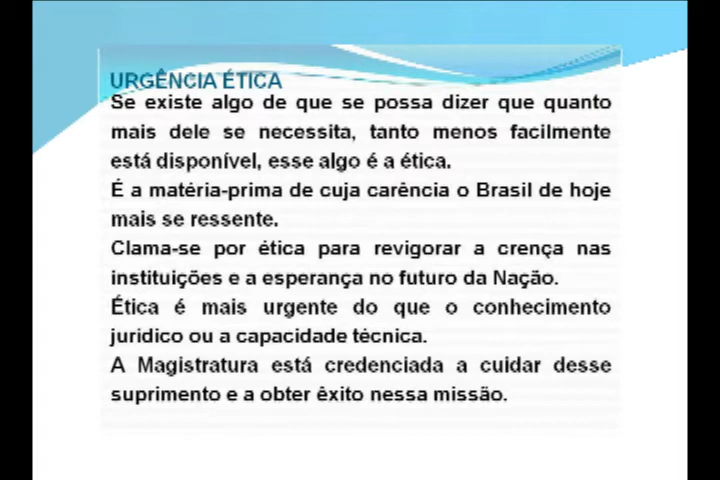 URGÊNCIA ÉTICA
Se existe algo de que se possa dizer que quanto
mais dele se necessita, tanto menos facilmente
está disponível, esse algo é a ética.
É a matéria-prima de cuja carência o Brasil de hoje
mais se ressente.
Clama-se por ética para revigorar a crença nas
instituições e a esperança no futuro da Nação.
Ética é mais urgente do que o conhecimento
jurídico ou a capacidade técnica.
A Magistratura está credenciada a cuidar desse
suprimento e a obter êxito nessa missão.